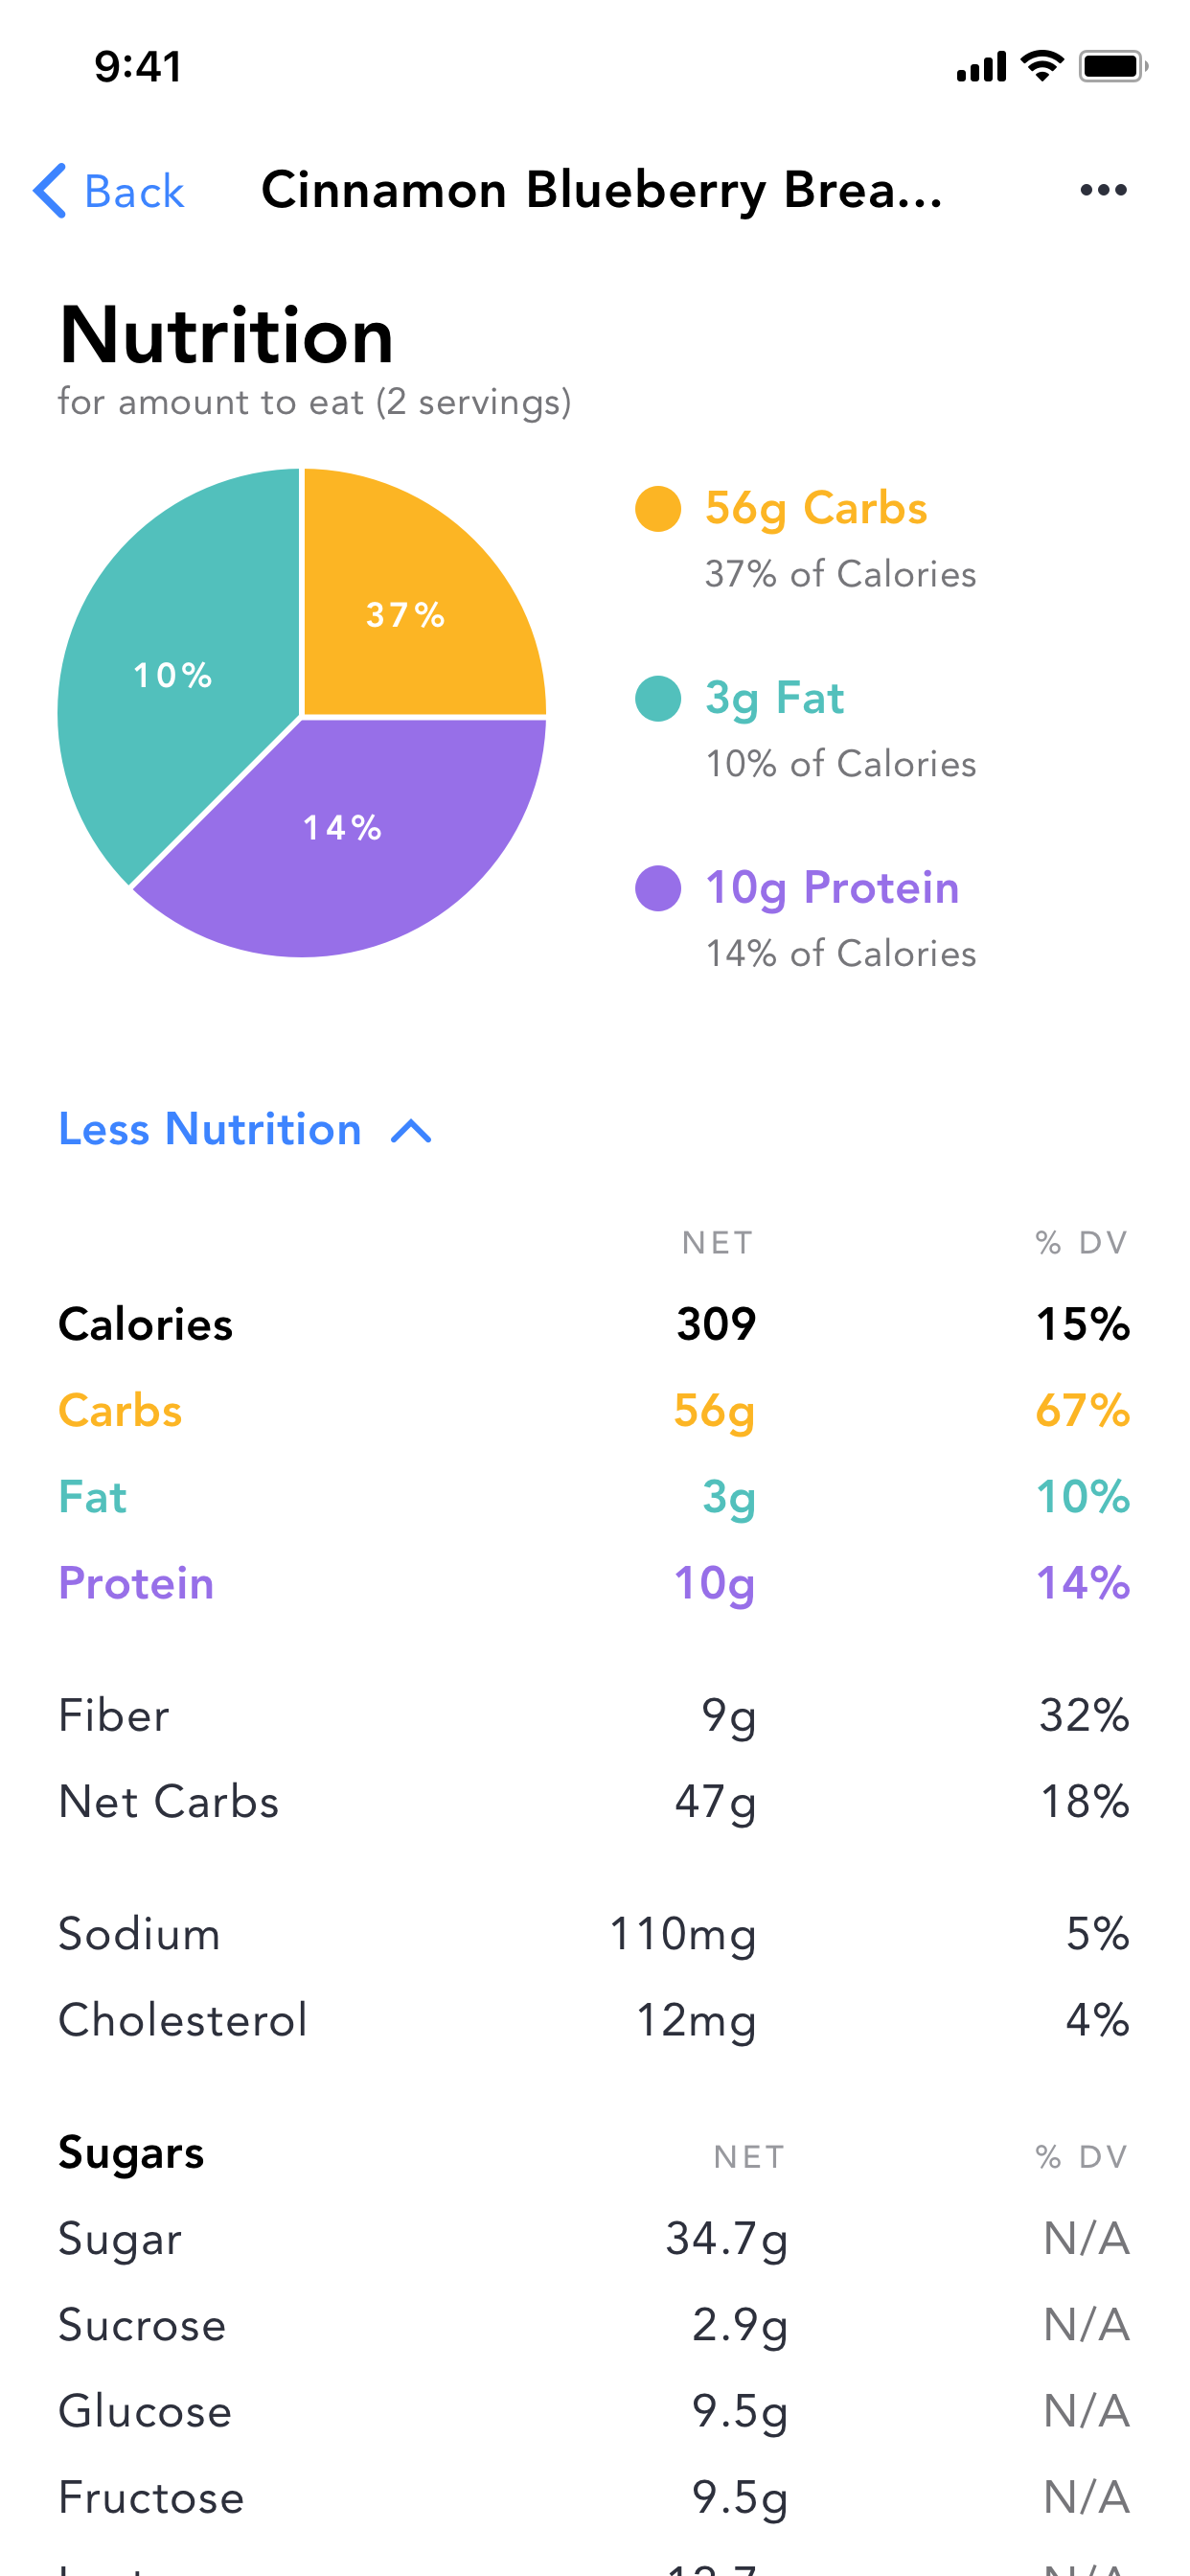 9:41
Back Cinnamon Blueberry Brea...
Nutrition
for amount to eat (2 servings)
37%
10%
14%
56g Carbs
37% of Calories
3g Fat
10% of Calories
10g Protein
14% of Calories
Less Nutrition
NET % DV
Calories 309 15%
Carbs 56g 67%
Fat 3g 10%
Protein 10g 14%
Fiber 9g 32%
Net Carbs 47g 18%
Sodium 110mg 5%
Cholesterol 12mg 4%
Sugars NET % DV
Sugar 34.7g N/A
Sucrose 2.9g N/A
Glucose 9.5g N/A
Fructose 9.5g N/A